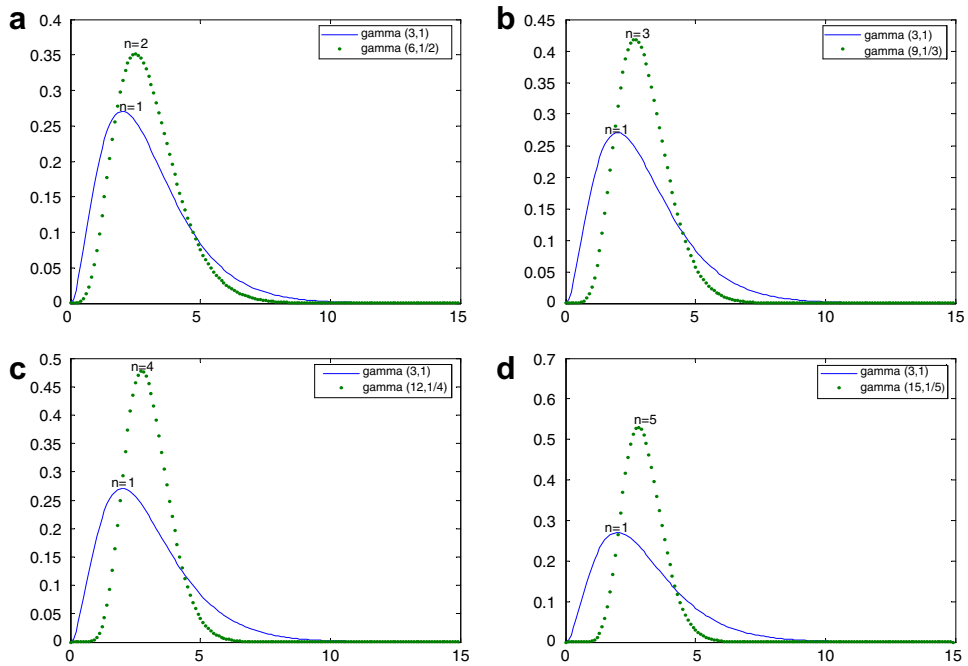 a
0.4
0.35
0.3
0.25
0.2
0.15
0.1
0.05
0
0 5 10 15
n=2
n=1
gamma (3,1)
gamma (6,1/2)
b
0.45
0.4
0.35
0.3
0.25
0.2
0.15
0.1
0.05
0
0 5 10 15
n=3
n=1
gamma (3,1)
gamma (9,1/3)
c
0.5
0.45
0.4
0.35
0.3
0.25
0.2
0.15
0.1
0.05
0
0 5 10 15
n=4
n=1
gamma (3,1)
gamma (12,1/4)
d
0.7
0.6
0.5
0.4
0.3
0.2
0.1
0
0 5 10 15
n=5
n=1
gamma (3,1)
gamma (15,1/5)